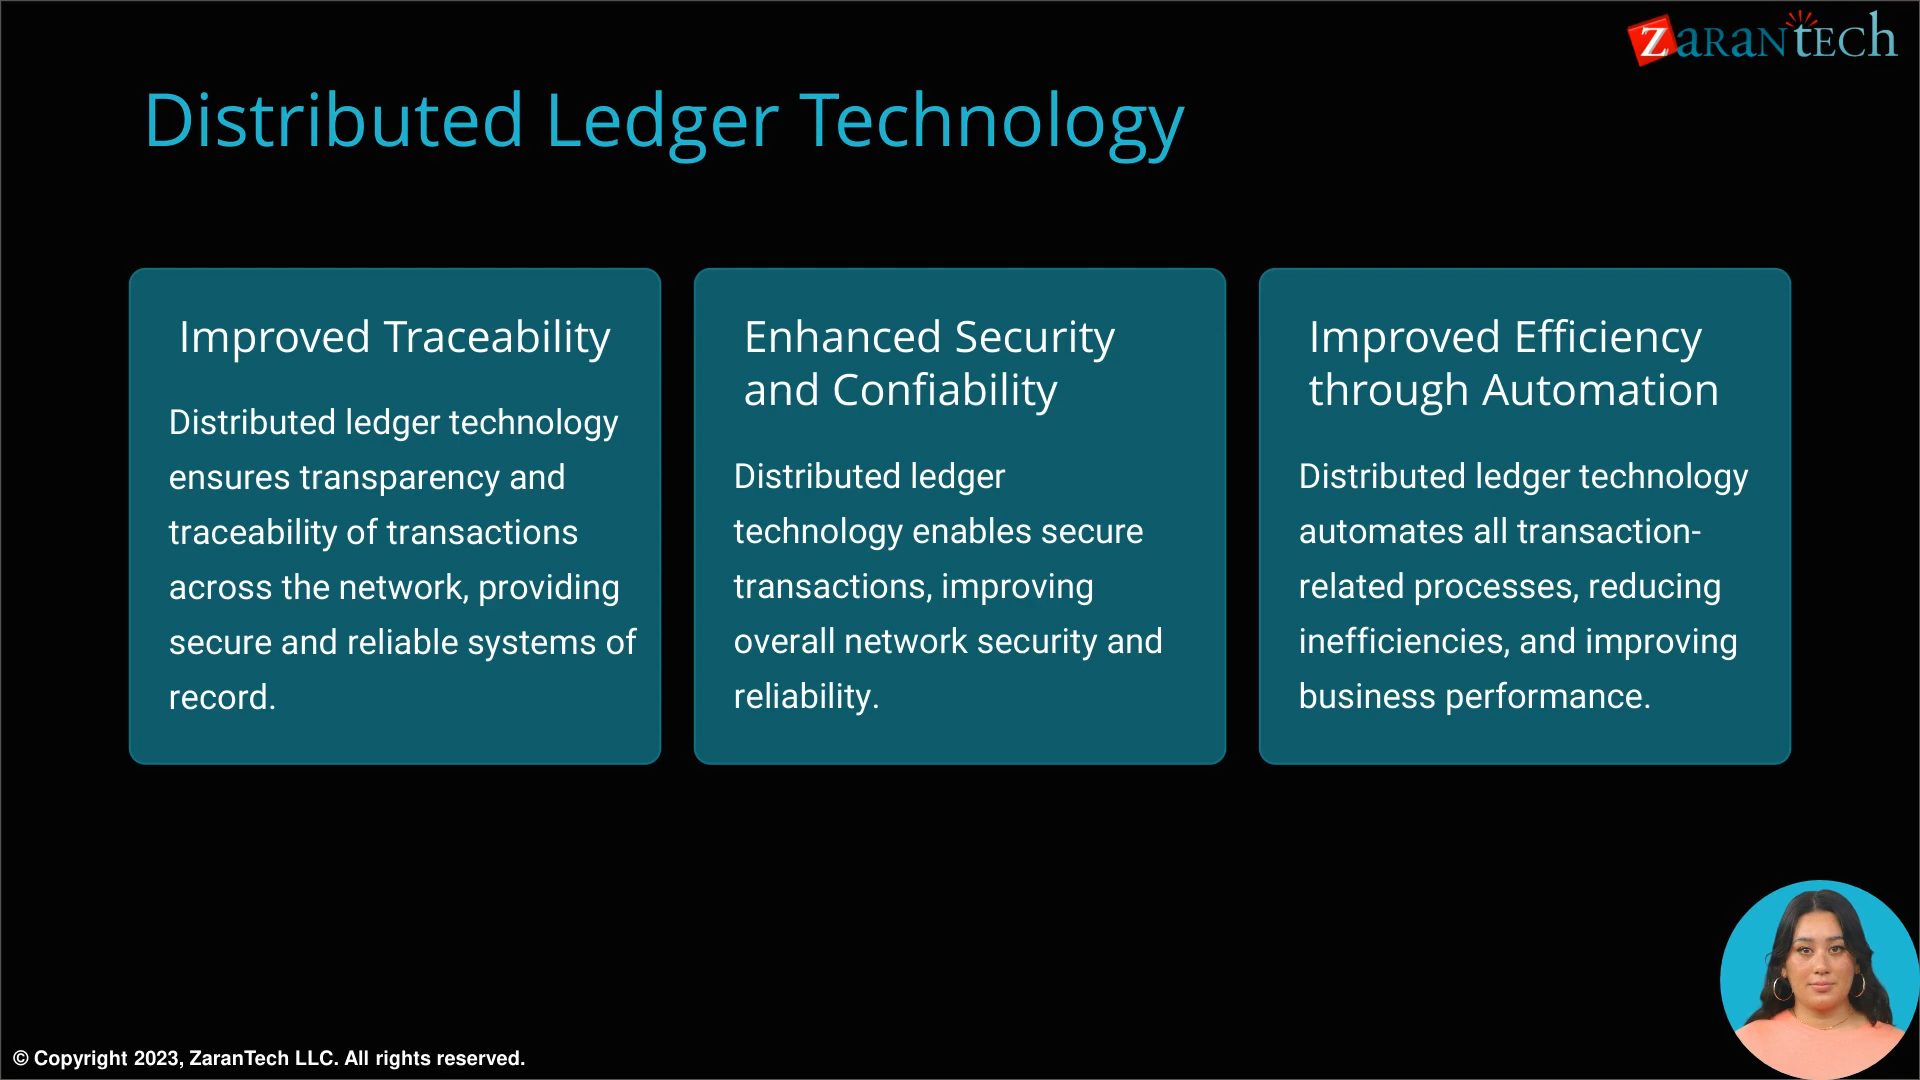 ZaranTech
Distributed Ledger Technology
Improved Traceability
Distributed ledger technology
ensures transparency and
traceability of transactions
across the network, providing
secure and reliable systems of
record.
Enhanced Security
and Confiability
Distributed ledger
technology enables secure
transactions, improving
overall network security and
reliability.
Improved Efficiency
through Automation
Distributed ledger technology
automates all transaction-
related processes, reducing
inefficiencies, and improving
business performance.
© Copyright 2023, ZaranTech LLC. All rights reserved.